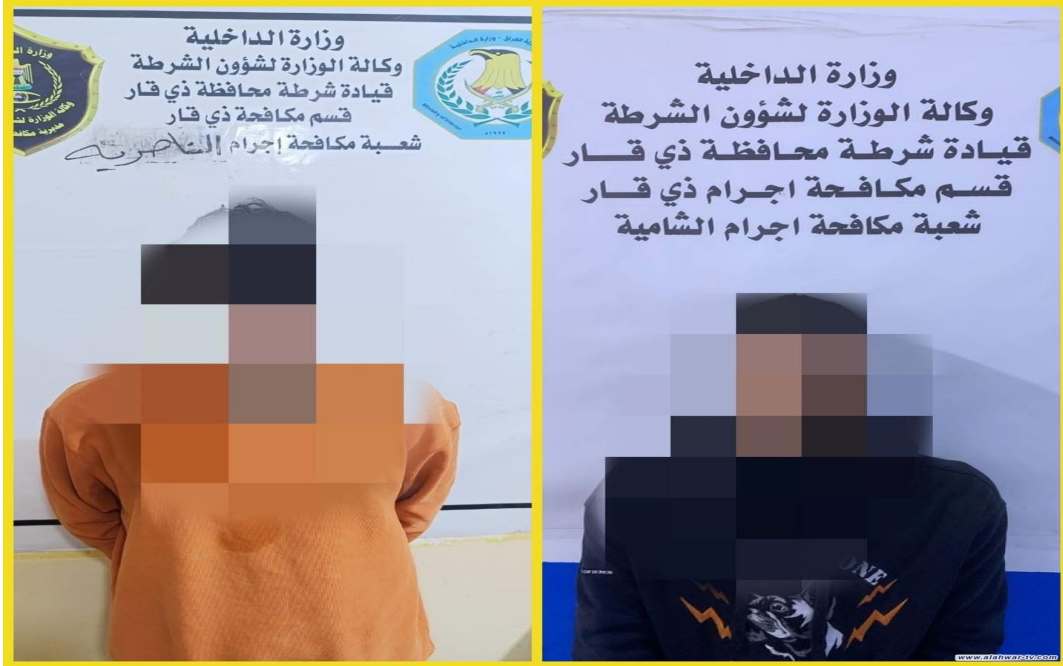 وزارة الداخلية
وكالة الوزارة لشؤون الشرطة
قيادة شرطة محافظة ذي قار
قسم مكافحة ذي قار
شعبة مكافحة إجرام الناصرية
وزارة الداخلية
وكالة الوزارة لشؤون الشرطة
قيادة شرطة محافظة ذي قار
قسم مكافحة اجرام ذي قار
شعبة مكافحة اجرام الشامية
ONE
www.alahwar-tv.com